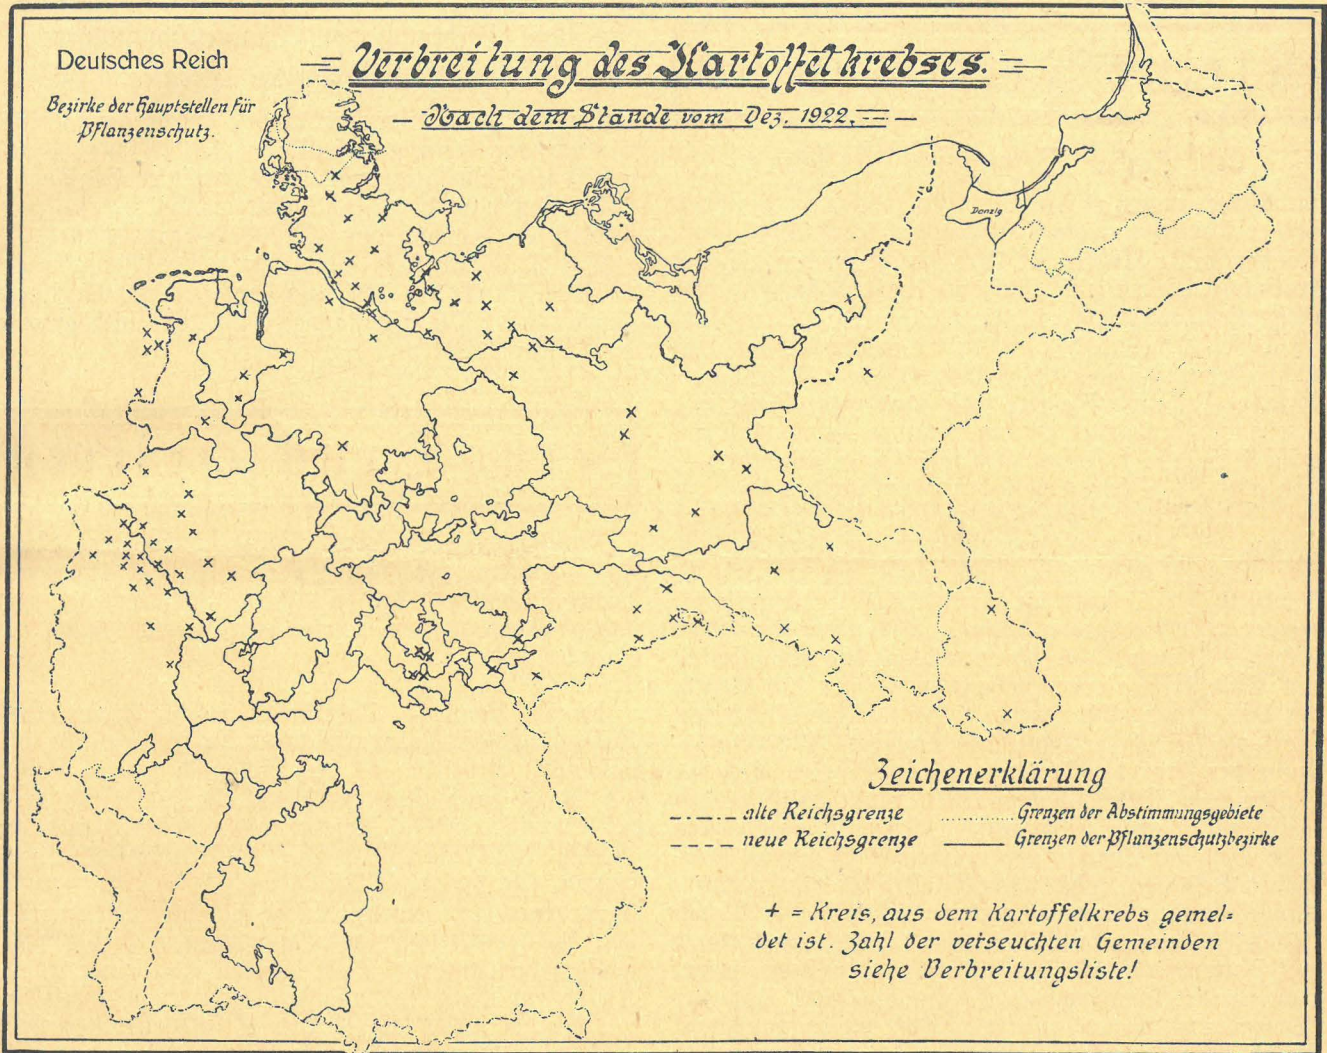 Deutsches Reich
Bezirke der Hauptstellen für
Pflanzenschutz.
Verbreitung des Kartoffelkrebses.
Nach dem Stande vom Dez. 1922.
Danzig
Zeichenerklärung
alte Reichsgrenze
neue Reichsgrenze
Grenzen der Abstimmungsgebiete
Grenzen der Pflanzenschutzbezirke
+ = Kreis, aus dem Kartoffelkrebs gemel=
det ist. Zahl der verseuchten Gemeinden
siehe Verbreitungsliste!